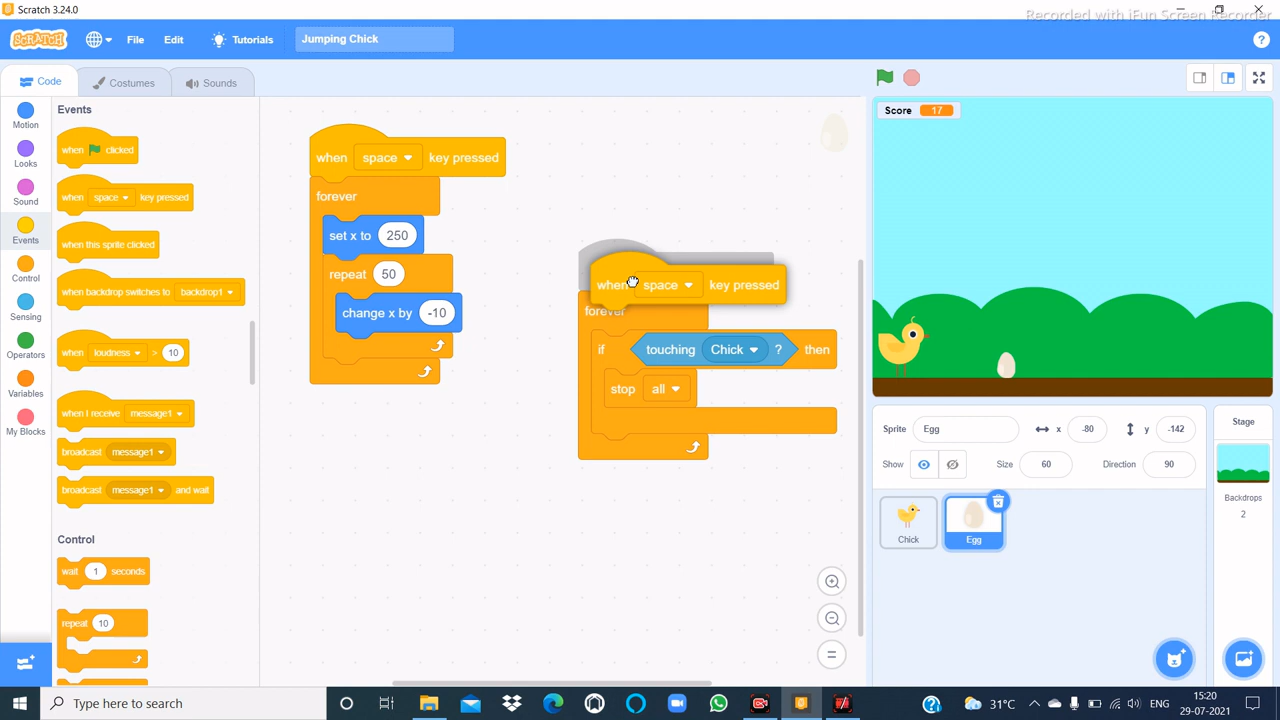 Scratch 3.24.0
Recorded with iFun Screen Recorder
SCRATCH
File
Edit
Tutorials
Jumping Chick
?
Code
Costumes
Sounds
Motion
Looks
Sound
Events
Control
Sensing
Operators
Variables
My Blocks
Events
when clicked
when space key pressed
when this sprite clicked
when backdrop switches to backdrop1
when loudness > 10
when I receive message1
broadcast message1
broadcast message1 and wait
Control
wait 1 seconds
repeat 10
when space key pressed
forever
set x to 250
repeat 50
change x by -10
when space key pressed
forever
if touching Chick ? then
stop all
Score 17
Sprite Egg x -80 y -142
Show Size 60 Direction 90
Chick
Egg
Stage
Backdrops
2
Type here to search
31°C
ENG
15:20
29-07-2021